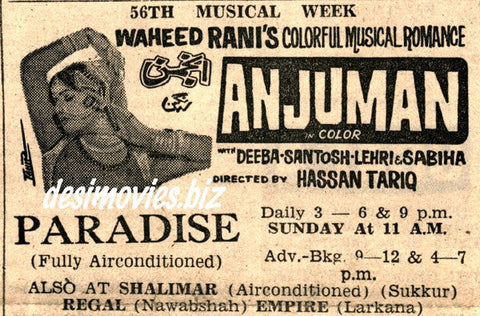 56TH MUSICAL WEEK
WAHEED RANI'S COLORFUL MUSICAL ROMANCE
انجمن
رنگین
ANJUMAN
IN COLOR
WITH DEEBA-SANTOSH-LEHRI & SABIHA
DIRECTED BY HASSAN TARIQ
desimovies.biz
PARADISE
(Fully Airconditioned)
Daily 3 — 6 & 9 p.m.
SUNDAY At 11 A.M.
Adv.-Bkg. 9—12 & 4—7
p.m.
ALSO AT SHALIMAR (Airconditioned) (Sukkur)
REGAL (Nawabshah) EMPIRE (Larkana)